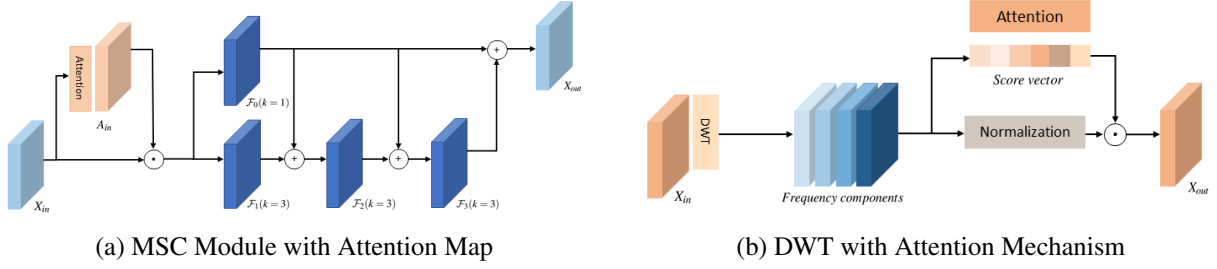 Attention
A_in
X_in
F_0(k = 1)
F_1(k = 3)
+
F_2(k = 3)
+
F_3(k = 3)
+
X_out
(a) MSC Module with Attention Map
X_in
DWT
Frequency components
Attention
Score vector
Normalization
X_out
(b) DWT with Attention Mechanism